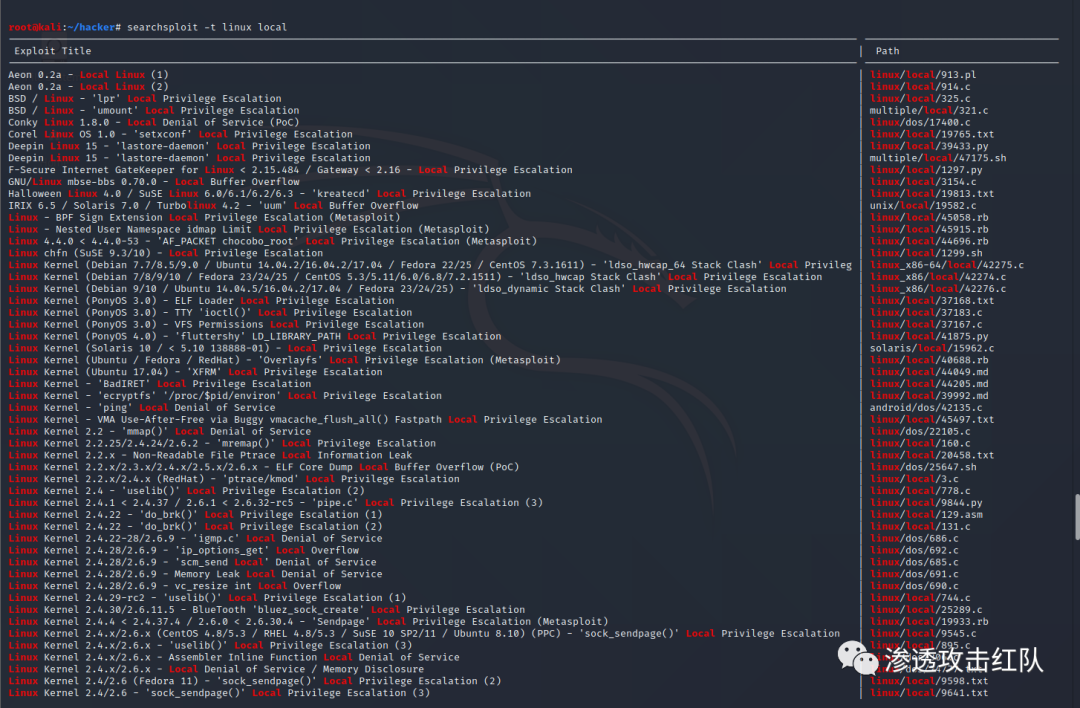 root@kali:~/hacker# searchsploit -t linux local
Exploit Title | Path
Aeon 0.2a - Local Linux (1) | linux/local/913.pl
Aeon 0.2a - Local Linux (2) | linux/local/914.c
BSD / Linux - 'lpr' Local Privilege Escalation | linux/local/325.c
BSD / Linux - 'umount' Local Privilege Escalation | multiple/local/321.c
Conky Linux 1.8.0 - Local Denial of Service (PoC) | linux/dos/17400.c
Corel Linux OS 1.0 - 'setxconf' Local Privilege Escalation | linux/local/19765.txt
Deepin Linux 15 - 'lastore-daemon' Local Privilege Escalation | linux/local/39433.py
Deepin Linux 15 - 'lastore-daemon' Local Privilege Escalation | multiple/local/47175.sh
F-Secure Internet GateKeeper for Linux < 2.15.484 / Gateway < 2.16 - Local Privilege Escalation | linux/local/1297.py
GNU/Linux mbse-bbs 0.70.0 - Local Buffer Overflow | linux/local/3154.c
Halloween Linux 4.0 / SuSE Linux 6.0/6.1/6.2/6.3 - 'kreatecd' Local Privilege Escalation | linux/local/19813.txt
IRIX 6.5 / Solaris 7.0 / Turbolinux 4.2 - 'uum' Local Buffer Overflow | unix/local/19582.c
Linux - BPF Sign Extension Local Privilege Escalation (Metasploit) | linux/local/45058.rb
Linux - Nested User Namespace idmap Limit Local Privilege Escalation (Metasploit) | linux/local/45915.rb
Linux 4.4.0 < 4.4.0-53 - 'AF_PACKET chocobo_root' Local Privilege Escalation (Metasploit) | linux/local/44696.rb
Linux chfn (SuSE 9.3/10) - Local Privilege Escalation | linux/local/1299.sh
Linux Kernel (Debian 7.7/8.5/9.0 / Ubuntu 14.04.2/16.04.2/17.04 / Fedora 22/25 / CentOS 7.3.1611) - 'ldso_hwcap_64 Stack Clash' Local Privileg | linux_x86-64/local/42275.c
Linux Kernel (Debian 7/8/9/10 / Fedora 23/24/25 / CentOS 5.3/5.11/6.0/6.8/7.2.1511) - 'ldso_hwcap Stack Clash' Local Privilege Escalation | linux_x86/local/42274.c
Linux Kernel (Debian 9/10 / Ubuntu 14.04.5/16.04.2/17.04 / Fedora 23/24/25) - 'ldso_dynamic Stack Clash' Local Privilege Escalation | linux_x86/local/42276.c
Linux Kernel (PonyOS 3.0) - ELF Loader Local Privilege Escalation | linux/local/37168.txt
Linux Kernel (PonyOS 3.0) - TTY 'ioctl()' Local Privilege Escalation | linux/local/37183.c
Linux Kernel (PonyOS 3.0) - VFS Permissions Local Privilege Escalation | linux/local/37167.c
Linux Kernel (PonyOS 4.0) - 'fluttershy' LD_LIBRARY_PATH Local Privilege Escalation | linux/local/41875.py
Linux Kernel (Solaris 10 / < 5.10 138888-01) - Local Privilege Escalation | solaris/local/15962.c
Linux Kernel (Ubuntu / Fedora / RedHat) - 'Overlayfs' Local Privilege Escalation (Metasploit) | linux/local/40688.rb
Linux Kernel (Ubuntu 17.04) - 'XFRM' Local Privilege Escalation | linux/local/44049.md
Linux Kernel - 'BadIRET' Local Privilege Escalation | linux/local/44205.md
Linux Kernel - 'ecryptfs' '/proc/$pid/environ' Local Privilege Escalation | linux/local/39992.md
Linux Kernel - 'ping' Local Denial of Service | android/dos/42135.c
Linux Kernel - VMA Use-After-Free via Buggy vmacache_flush_all() Fastpath Local Privilege Escalation | linux/local/45497.txt
Linux Kernel 2.2 - 'mmap()' Local Denial of Service | linux/dos/22105.c
Linux Kernel 2.2.25/2.4.24/2.6.2 - 'mremap()' Local Privilege Escalation | linux/local/160.c
Linux Kernel 2.2.x - Non-Readable File Ptrace Local Information Leak | linux/local/20458.txt
Linux Kernel 2.2.x/2.3.x/2.4.x/2.5.x/2.6.x - ELF Core Dump Local Buffer Overflow (PoC) | linux/dos/25647.sh
Linux Kernel 2.2.x/2.4.x (RedHat) - 'ptrace/kmod' Local Privilege Escalation | linux/local/3.c
Linux Kernel 2.4 - 'uselib()' Local Privilege Escalation (2) | linux/local/778.c
Linux Kernel 2.4.1 < 2.4.37 / 2.6.1 < 2.6.32-rc5 - 'pipe.c' Local Privilege Escalation (3) | linux/local/9844.py
Linux Kernel 2.4.22 - 'do_brk()' Local Privilege Escalation (1) | linux/local/129.asm
Linux Kernel 2.4.22 - 'do_brk()' Local Privilege Escalation (2) | linux/local/131.c
Linux Kernel 2.4.22-28/2.6.9 - 'igmp.c' Local Denial of Service | linux/dos/686.c
Linux Kernel 2.4.28/2.6.9 - 'ip_options_get' Local Overflow | linux/dos/692.c
Linux Kernel 2.4.28/2.6.9 - 'scm_send Local' Denial of Service | linux/dos/685.c
Linux Kernel 2.4.28/2.6.9 - Memory Leak Local Denial of Service | linux/dos/691.c
Linux Kernel 2.4.28/2.6.9 - vc_resize int Local Overflow | linux/dos/690.c
Linux Kernel 2.4.29-rc2 - 'uselib()' Local Privilege Escalation (1) | linux/local/744.c
Linux Kernel 2.4.30/2.6.11.5 - BlueTooth 'bluez_sock_create' Local Privilege Escalation | linux/local/25289.c
Linux Kernel 2.4.4 < 2.4.37.4 / 2.6.0 < 2.6.30.4 - 'Sendpage' Local Privilege Escalation (Metasploit) | linux/local/19933.rb
Linux Kernel 2.4.x/2.6.x (CentOS 4.8/5.3 / RHEL 4.8/5.3 / SuSE 10 SP2/11 / Ubuntu 8.10) (PPC) - 'sock_sendpage()' Local Privilege Escalation | linux/local/9545.c
Linux Kernel 2.4.x/2.6.x - 'uselib()' Local Privilege Escalation (3) | linux/local/895.c
Linux Kernel 2.4.x/2.6.x - Assembler Inline Function Local Denial of Service
Linux Kernel 2.4.x/2.6.x - Local Denial of Service / Memory Disclosure
Linux Kernel 2.4/2.6 (Fedora 11) - 'sock_sendpage()' Local Privilege Escalation (2) | linux/local/9598.txt
Linux Kernel 2.4/2.6 - 'sock_sendpage()' Local Privilege Escalation (3) | linux/local/9641.txt
渗透攻击红队